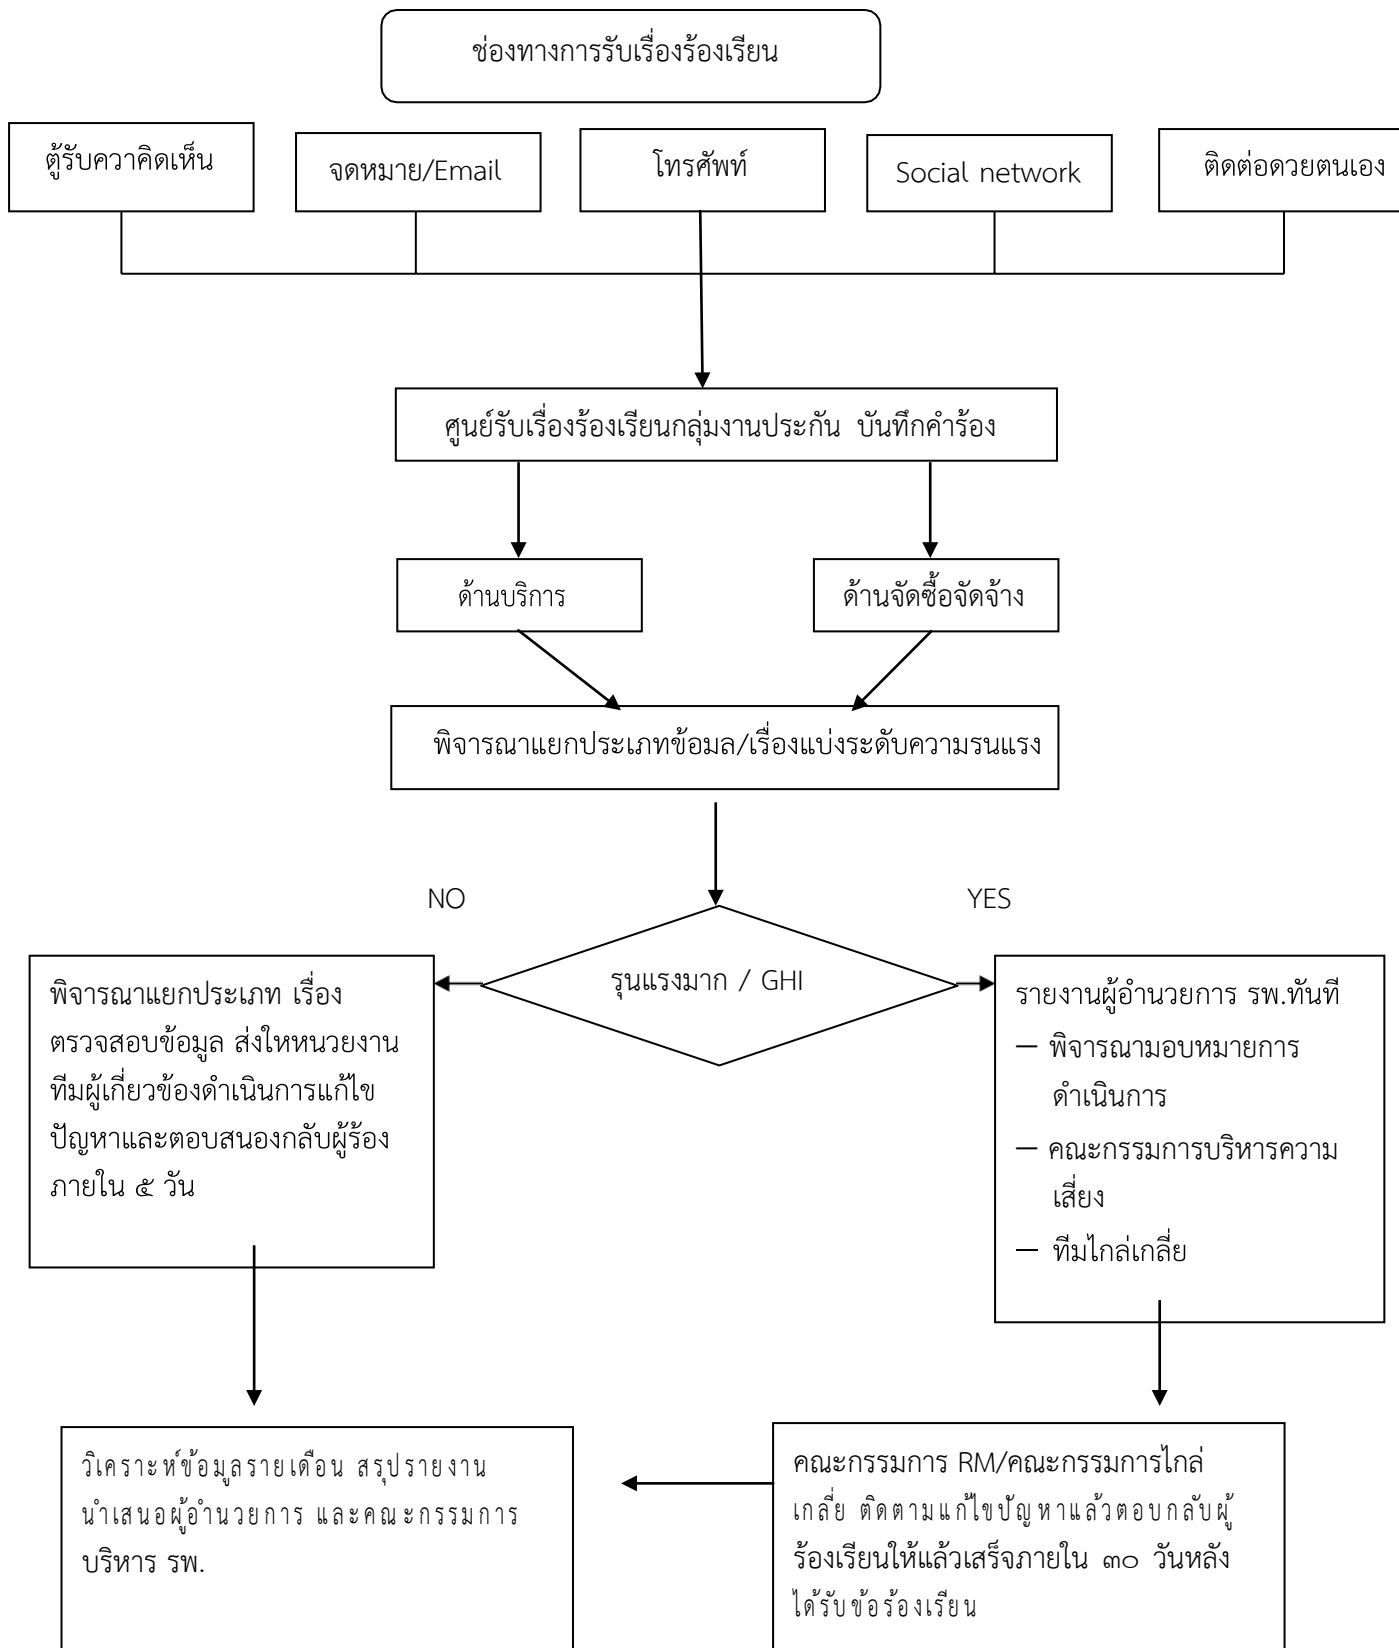 ช่องทางการรับเรื่องร้องเรียน
ตู้รับควาคิดเห็น
จดหมาย/Email
โทรศัพท์
Social network
ติดต่อดวยตนเอง
ศูนย์รับเรื่องร้องเรียนกลุ่มงานประกัน บันทึกคำร้อง
ด้านบริการ
ด้านจัดซื้อจัดจ้าง
พิจารณาแยกประเภทข้อมล/เรื่องแบ่งระดับความรนแรง
NO
YES
รุนแรงมาก / GHI
พิจารณาแยกประเภท เรื่อง
ตรวจสอบข้อมูล ส่งใหหนวยงาน
ทีมผู้เกี่ยวข้องดำเนินการแก้ไข
ปัญหาและตอบสนองกลับผู้ร้อง
ภายใน ๕ วัน
รายงานผู้อำนวยการ รพ.ทันที
– พิจารณามอบหมายการ
ดำเนินการ
– คณะกรรมการบริหารความ
เสี่ยง
– ทีมไกล่เกลี่ย
วิเคราะห์ข้อมูลรายเดือน สรุปรายงาน
นำเสนอผู้อำนวยการ และคณะกรรมการ
บริหาร รพ.
คณะกรรมการ RM/คณะกรรมการไกล่
เกลี่ย ติดตามแก้ไขปัญหาแล้วตอบกลับผู้
ร้องเรียนให้แล้วเสร็จภายใน ๓๐ วันหลัง
ได้รับข้อร้องเรียน